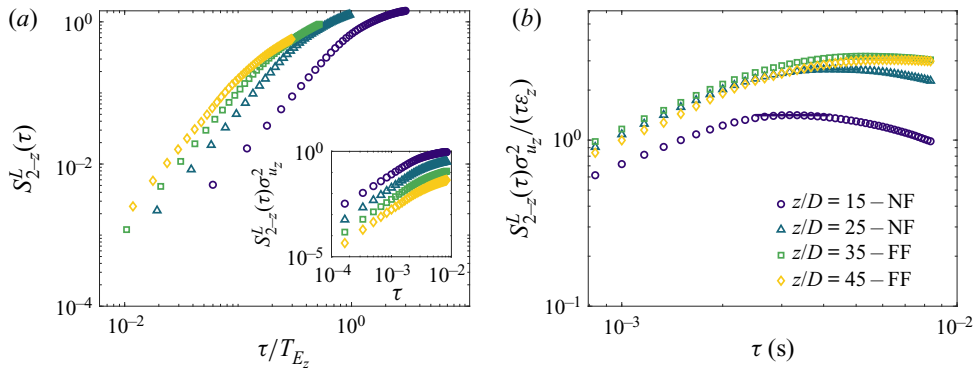 (a)
10^0
10^−2
10^−4
S^L_{2−z}(τ)
10^−2
10^0
τ/T_{E_z}
10^0
10^−5
S^L_{2−z}(τ)σ^2_{u_z}
10^−4
10^−3
10^−2
τ
(b)
10^0
10^−1
S^L_{2−z}(τ)σ^2_{u_z}/(τε_z)
10^−3
10^−2
τ (s)
z/D = 15 − NF
z/D = 25 − NF
z/D = 35 − FF
z/D = 45 − FF